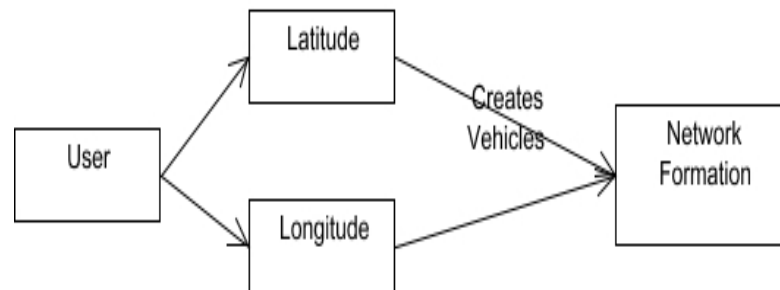 Latitude
Creates
Vehicles
User
Network
Formation
Longitude